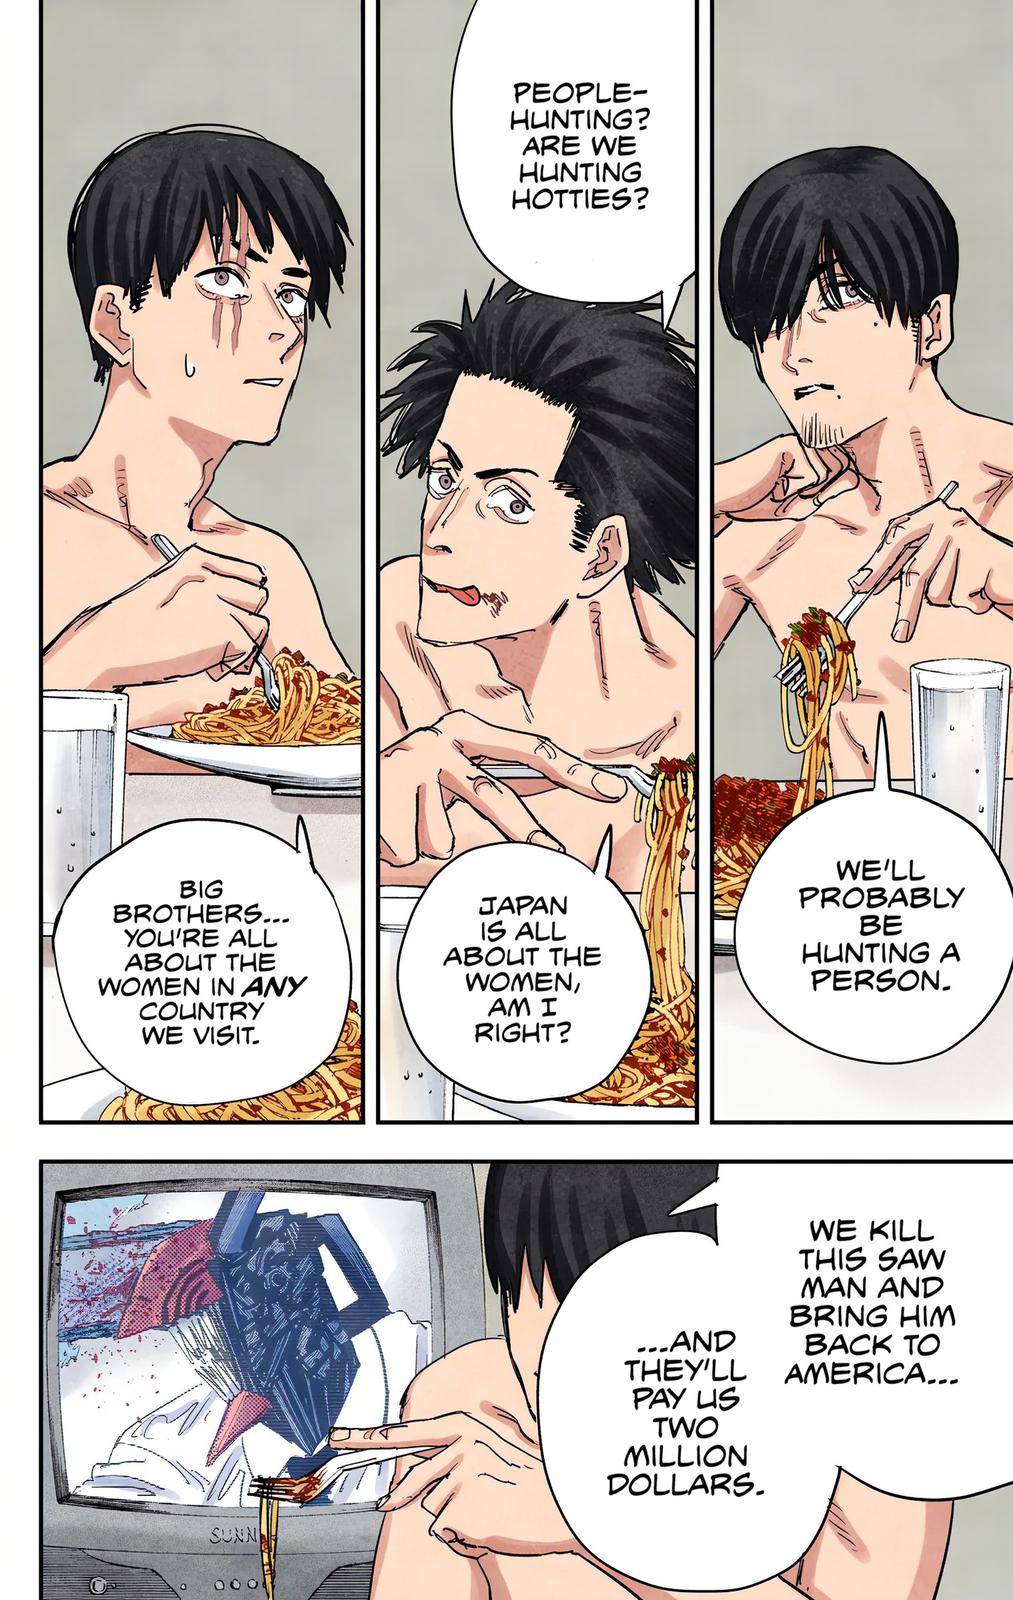 WE'LL
PROBABLY
BE
HUNTING A
PERSON.
PEOPLE-
HUNTING?
ARE WE
HUNTING
HOTTIES?
JAPAN
IS ALL
ABOUT THE
WOMEN,
AM I
RIGHT?
BIG
BROTHERS...
YOU'RE ALL
ABOUT THE
WOMEN IN ANY
COUNTRY
WE VISIT.
WE KILL
THIS SAW
MAN AND
BRING HIM
BACK TO
AMERICA...
...AND
THEY'LL
PAY US
TWO
MILLION
DOLLARS.
SUNN